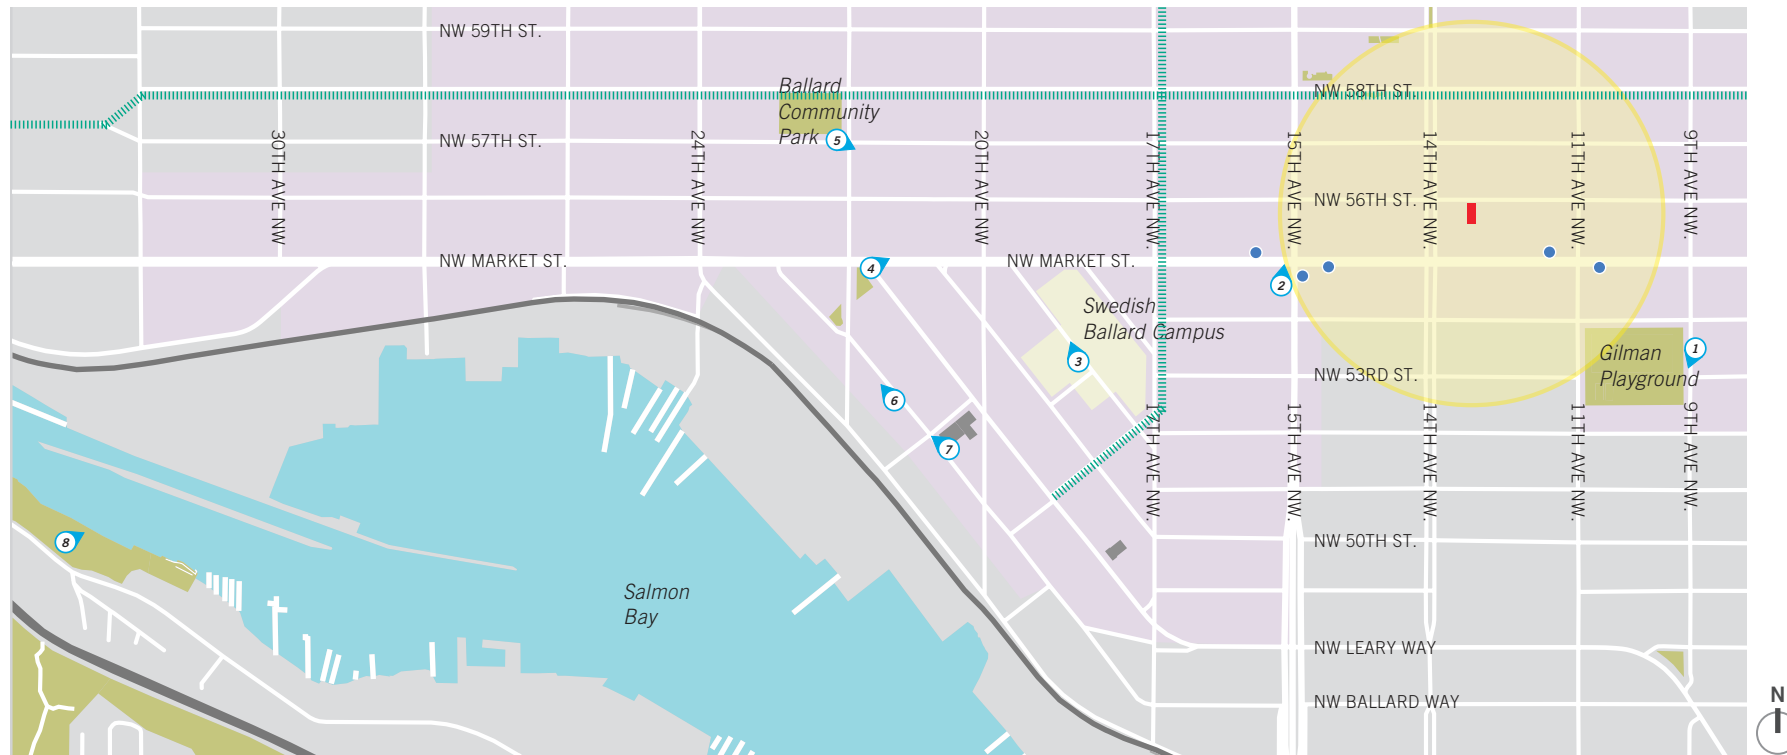 NW 59TH ST.
Ballard
Community
Park
5
NW 58TH ST.
NW 57TH ST.
30TH AVE NW
24TH AVE NW
20TH AVE NW
17TH AVE NW.
15TH AVE NW.
14TH AVE NW.
11TH AVE NW.
9TH AVE NW.
NW 56TH ST.
NW MARKET ST.
4
NW MARKET ST.
2
Swedish
Ballard Campus
3
Gilman
Playground
1
NW 53RD ST.
6
7
17TH AVE NW.
15TH AVE NW.
14TH AVE NW.
11TH AVE NW.
9TH AVE NW.
8
NW 50TH ST.
Salmon
Bay
NW LEARY WAY
NW BALLARD WAY
N